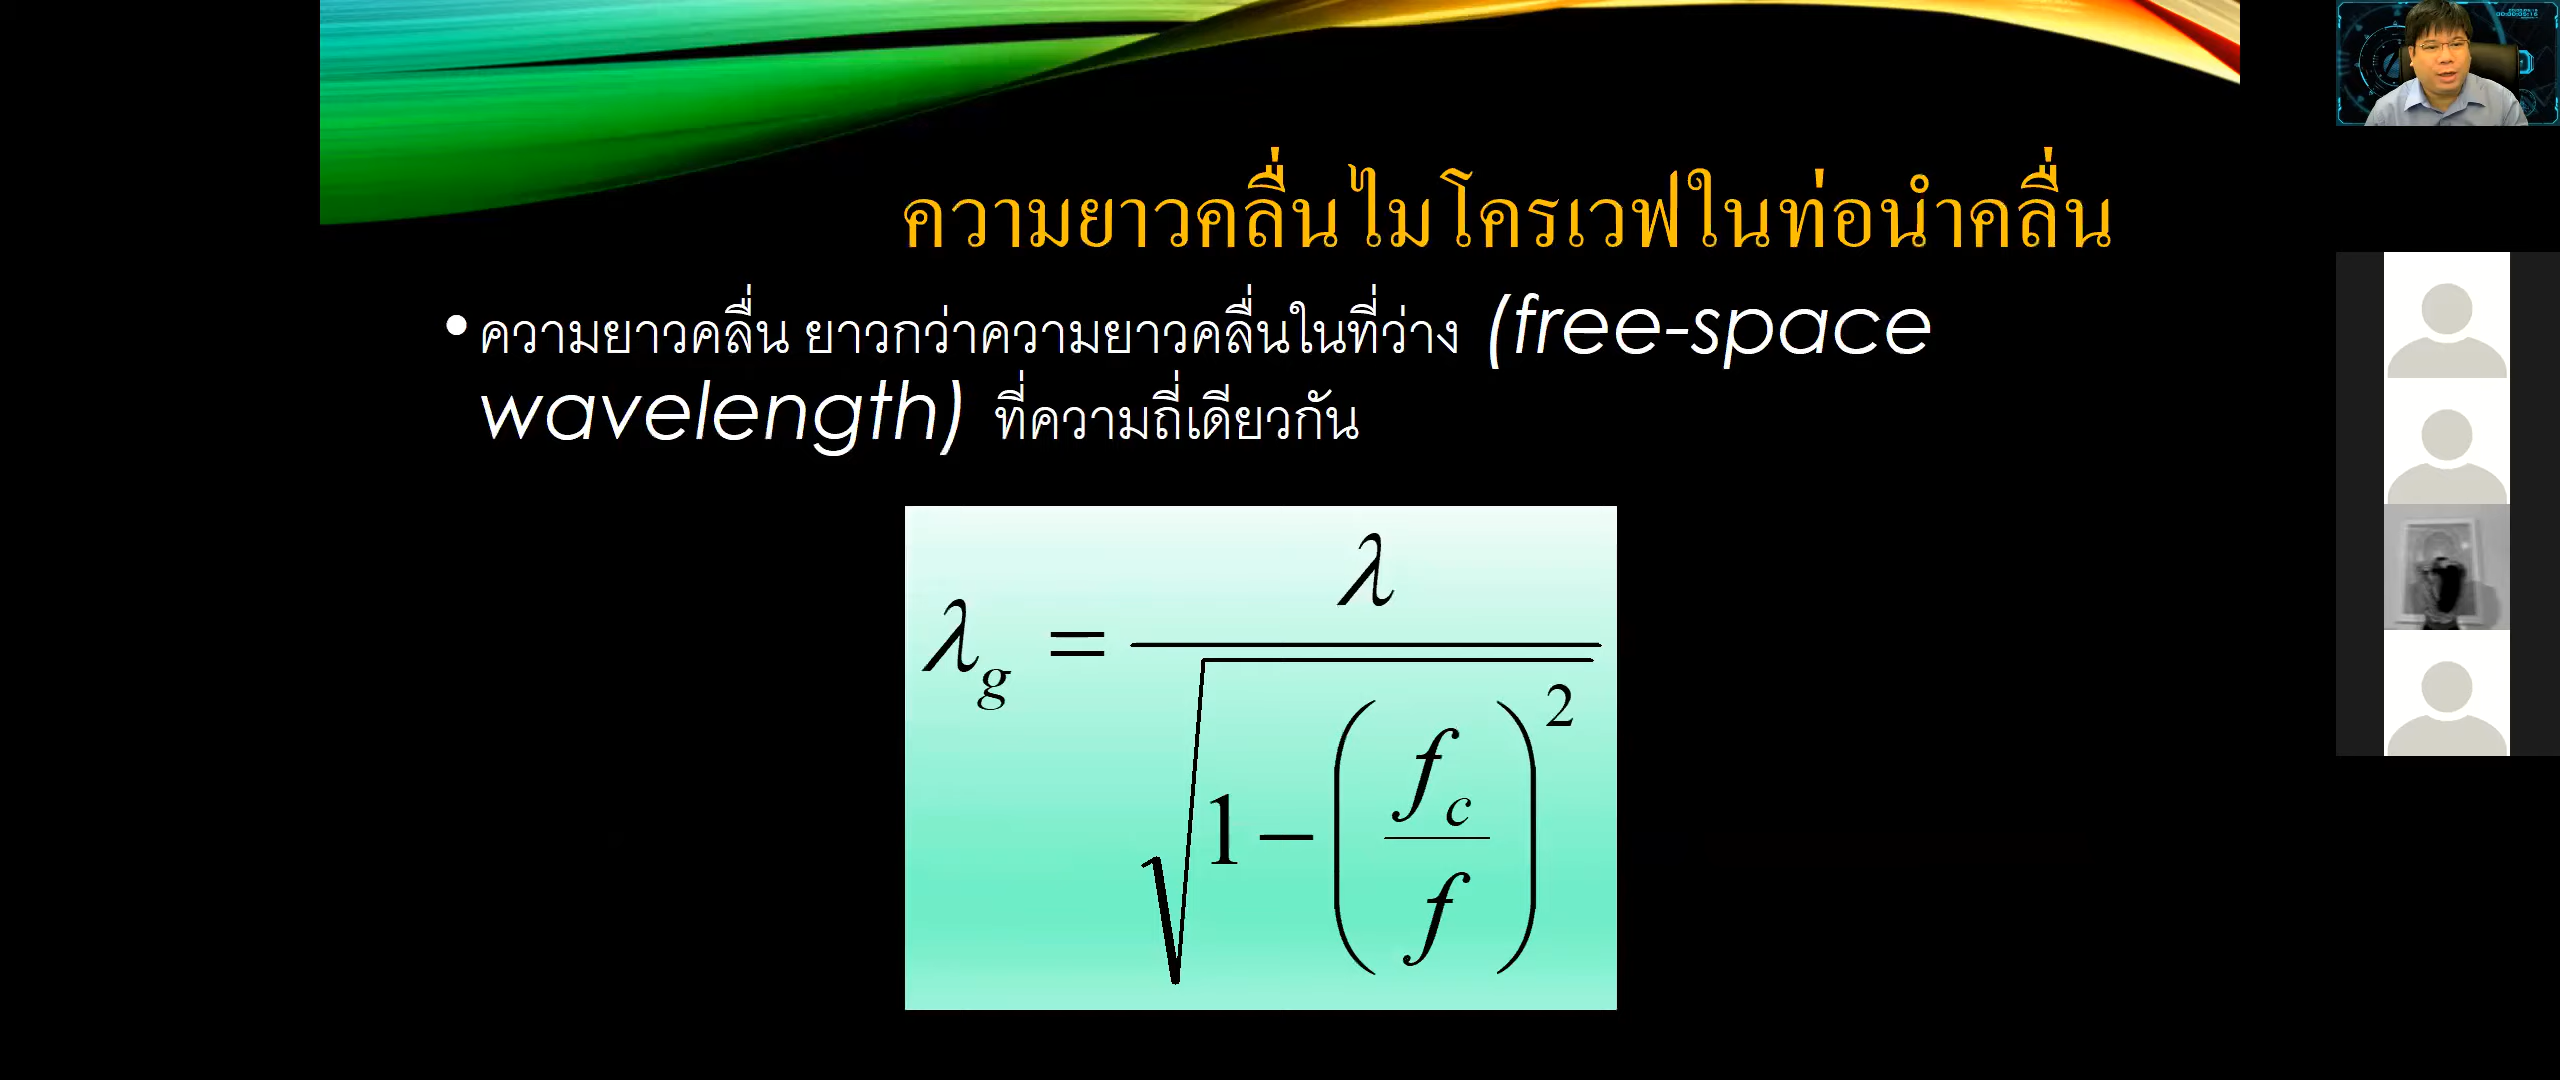 ความยาวคลื่นไมโครเวฟในท่อนำคลื่น
• ความยาวคลื่น ยาวกว่าความยาวคลื่นในที่ว่าง (free-space
wavelength) ที่ความถี่เดียวกัน
λg = λ / √(1 − (fc / f)²)